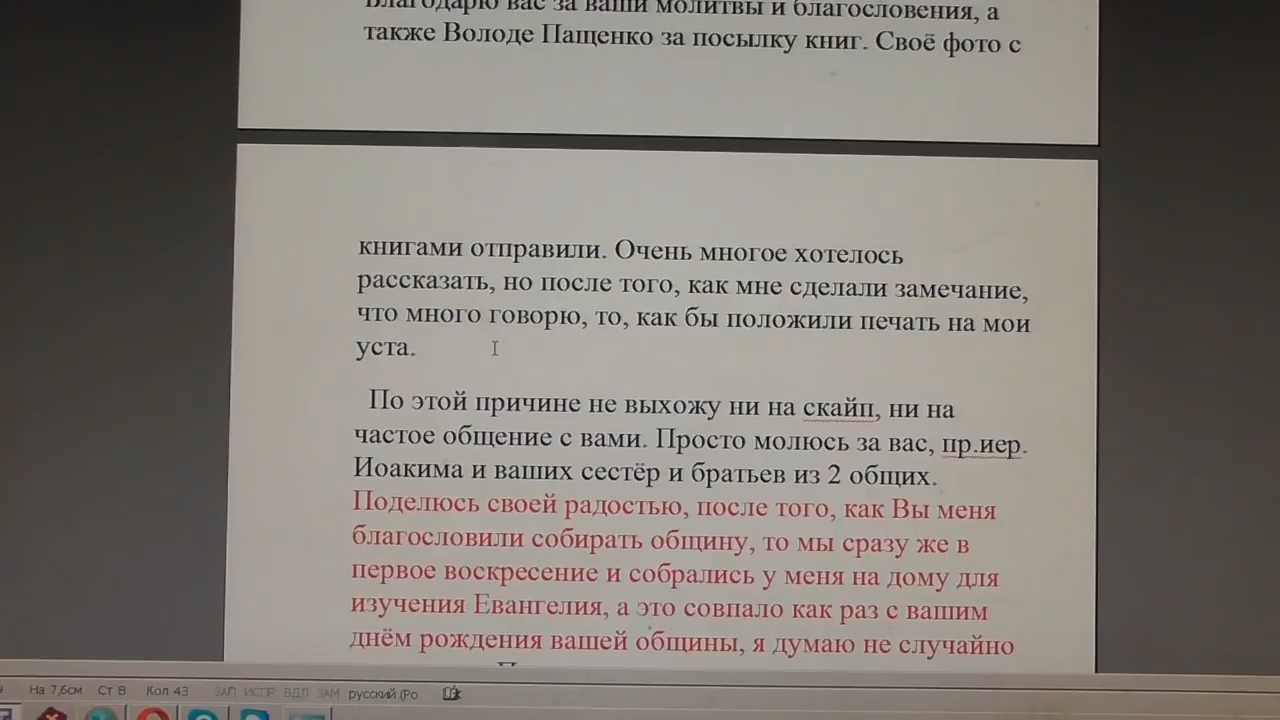 Благодарю вас за ваши молитвы и благословения, а
также Володе Пащенко за посылку книг. Своё фото с
книгами отправили. Очень многое хотелось
рассказать, но после того, как мне сделали замечание,
что много говорю, то, как бы положили печать на мои
уста.
По этой причине не выхожу ни на скайп, ни на
частое общение с вами. Просто молюсь за вас, пр.иер.
Иоакима и ваших сестёр и братьев из 2 общих.
Поделюсь своей радостью, после того, как Вы меня
благословили собирать общину, то мы сразу же в
первое воскресение и собрались у меня на дому для
изучения Евангелия, а это совпало как раз с вашим
днём рождения вашей общины, я думаю не случайно
На 7,6см Ст 8 Кол 43 ЗАП ИСПР ВДЛ ЗАМ русский (Ро